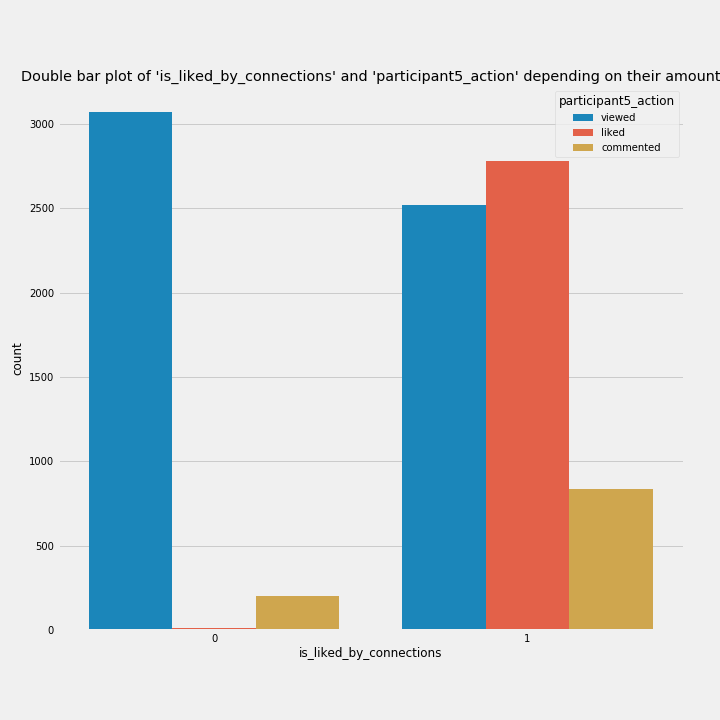 Double bar plot of 'is_liked_by_connections' and 'participant5_action' depending on their amount
participant5_action
viewed
liked
commented
3000
2500
2000
1500
1000
500
0
count
0
1
is_liked_by_connections